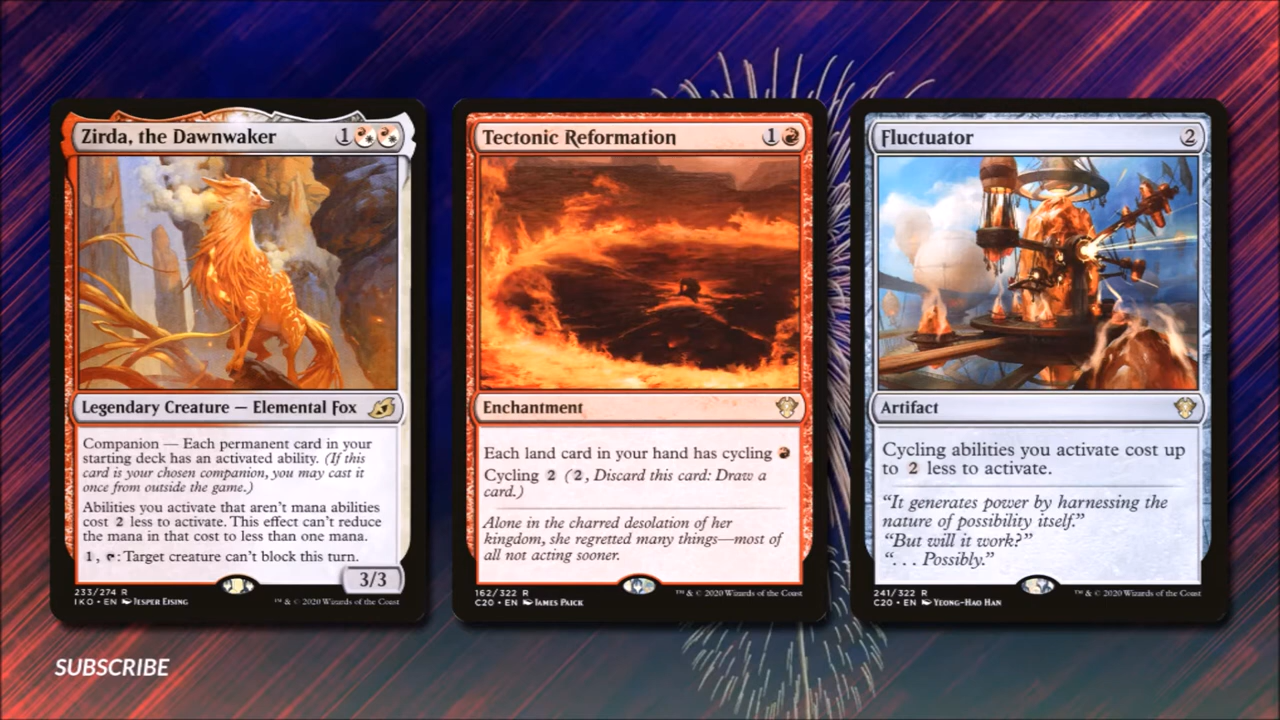 Zirda, the Dawnwaker 1
Legendary Creature — Elemental Fox
Companion — Each permanent card in your
starting deck has an activated ability. (If this
card is your chosen companion, you may cast it
once from outside the game.)
Abilities you activate that aren't mana abilities
cost 2 less to activate. This effect can't reduce
the mana in that cost to less than one mana.
1, : Target creature can't block this turn.
3/3
233/274 R
IKO • EN Jesper Ejsing
™ & © 2020 Wizards of the Coast
Tectonic Reformation 1
Enchantment
Each land card in your hand has cycling
Cycling 2 (2, Discard this card: Draw a
card.)
Alone in the charred desolation of her
kingdom, she regretted many things—most of
all not acting sooner.
162/322 R
C20 • EN James Paick
™ & © 2020 Wizards of the Coast
Fluctuator 2
Artifact
Cycling abilities you activate cost up
to 2 less to activate.
"It generates power by harnessing the
nature of possibility itself."
"But will it work?"
". . . Possibly."
241/322 R
C20 • EN Yeong-Hao Han
™ & © 2020 Wizards of the Coast
SUBSCRIBE